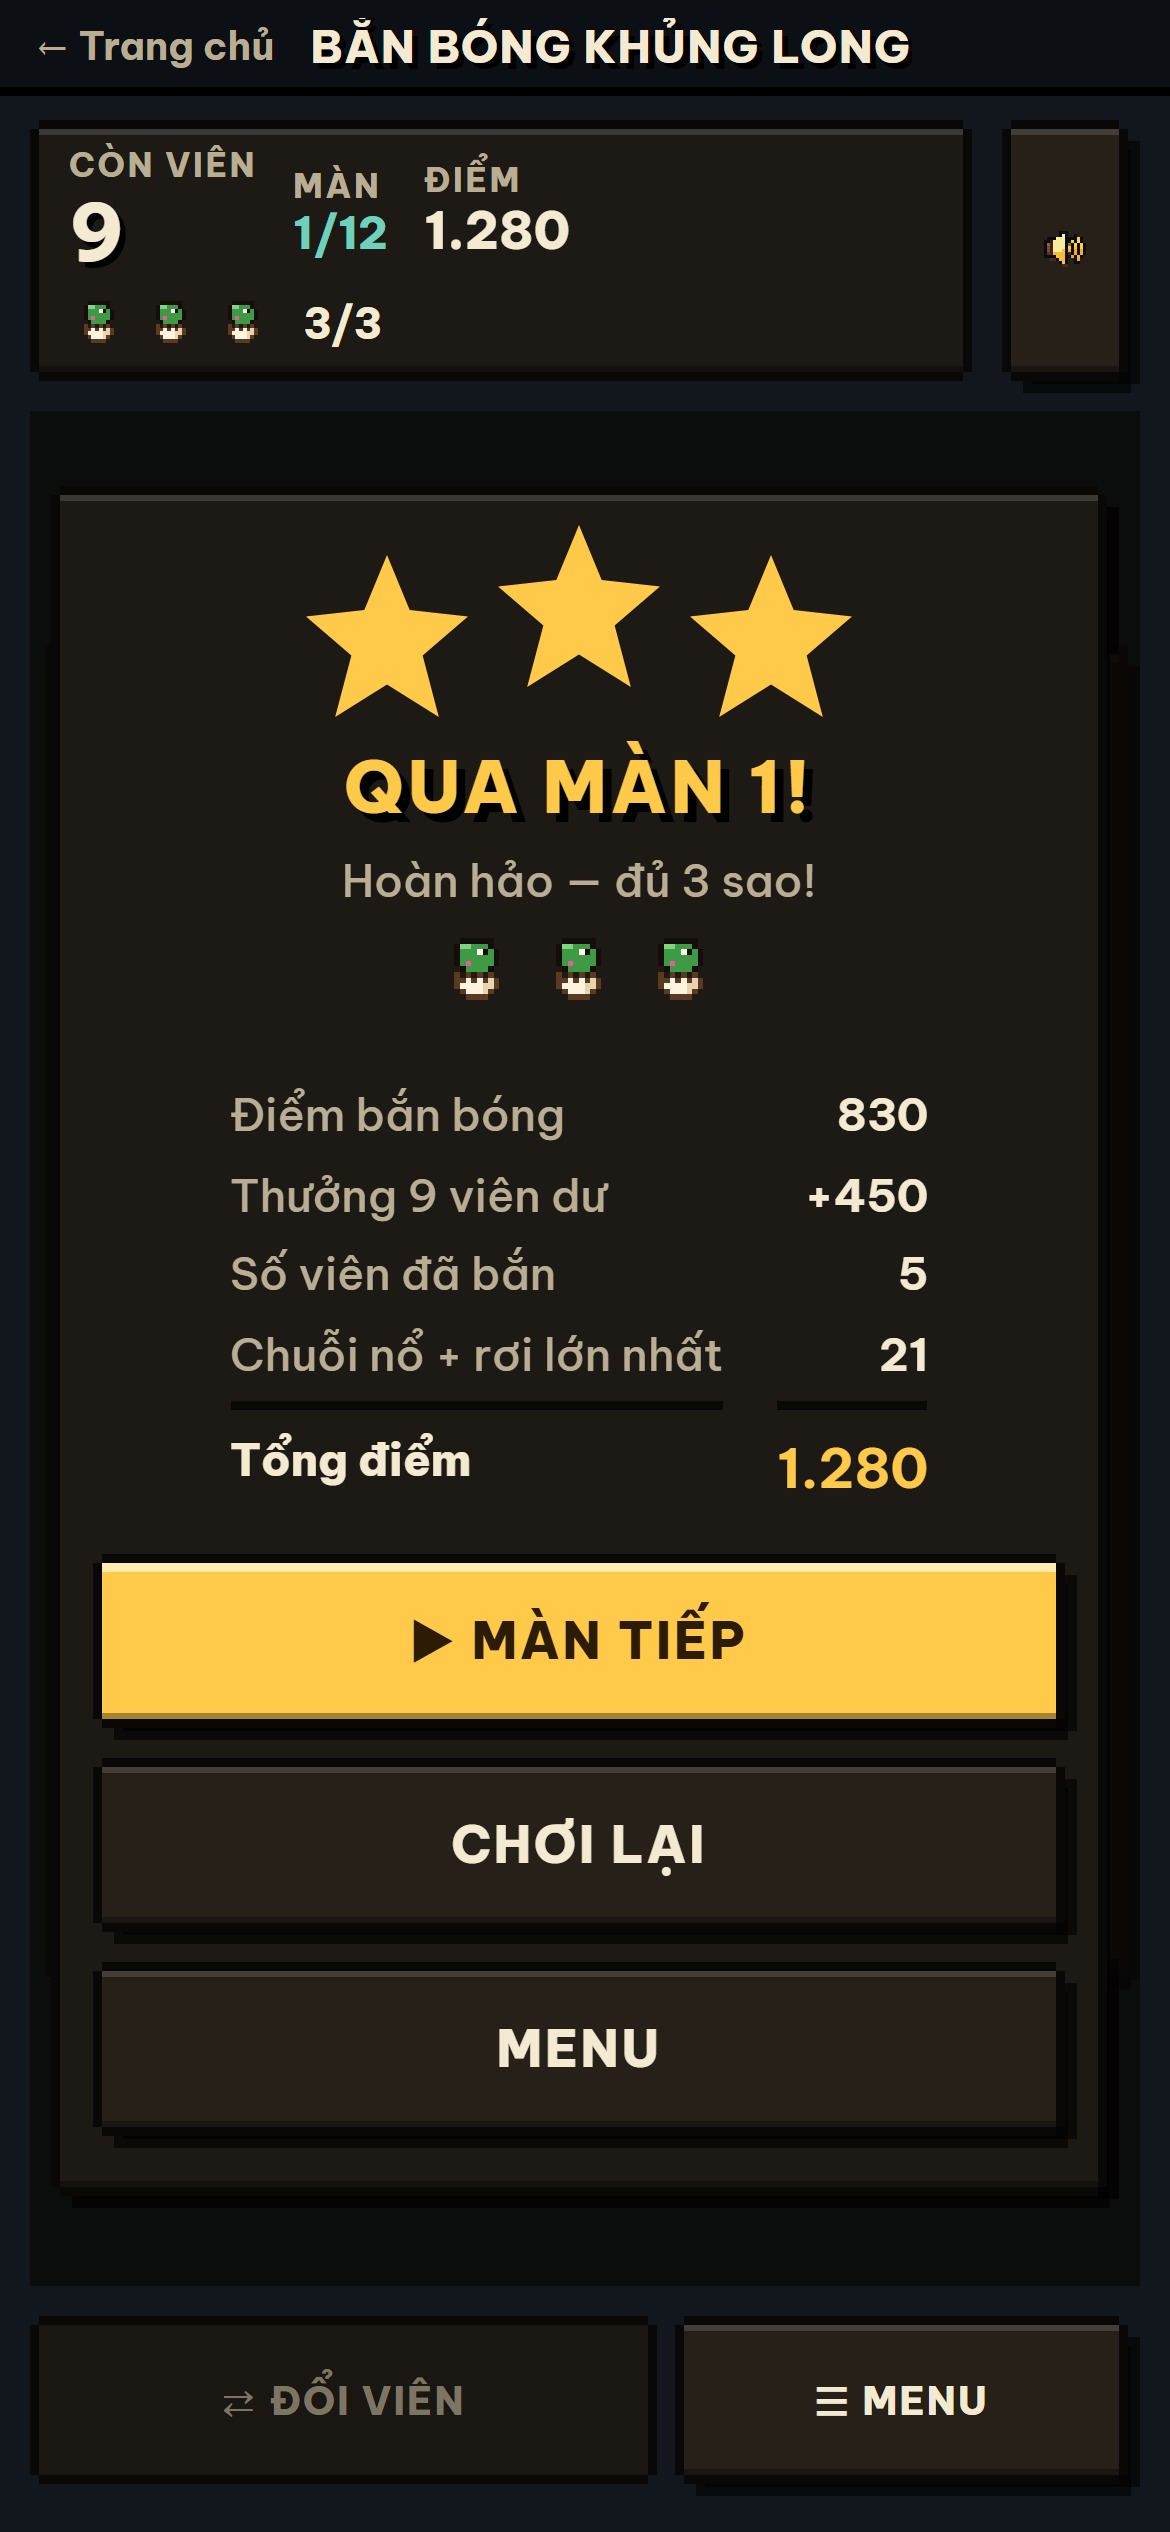 ← Trang chủ BẮN BÓNG KHỦNG LONG
CÒN VIÊN MÀN ĐIỂM
9 1/12 1.280
3/3
QUA MÀN 1!
Hoàn hảo — đủ 3 sao!
Điểm bắn bóng 830
Thưởng 9 viên dư +450
Số viên đã bắn 5
Chuỗi nổ + rơi lớn nhất 21
Tổng điểm 1.280
▶ MÀN TIẾP
CHƠI LẠI
MENU
⇄ ĐỔI VIÊN ☰ MENU